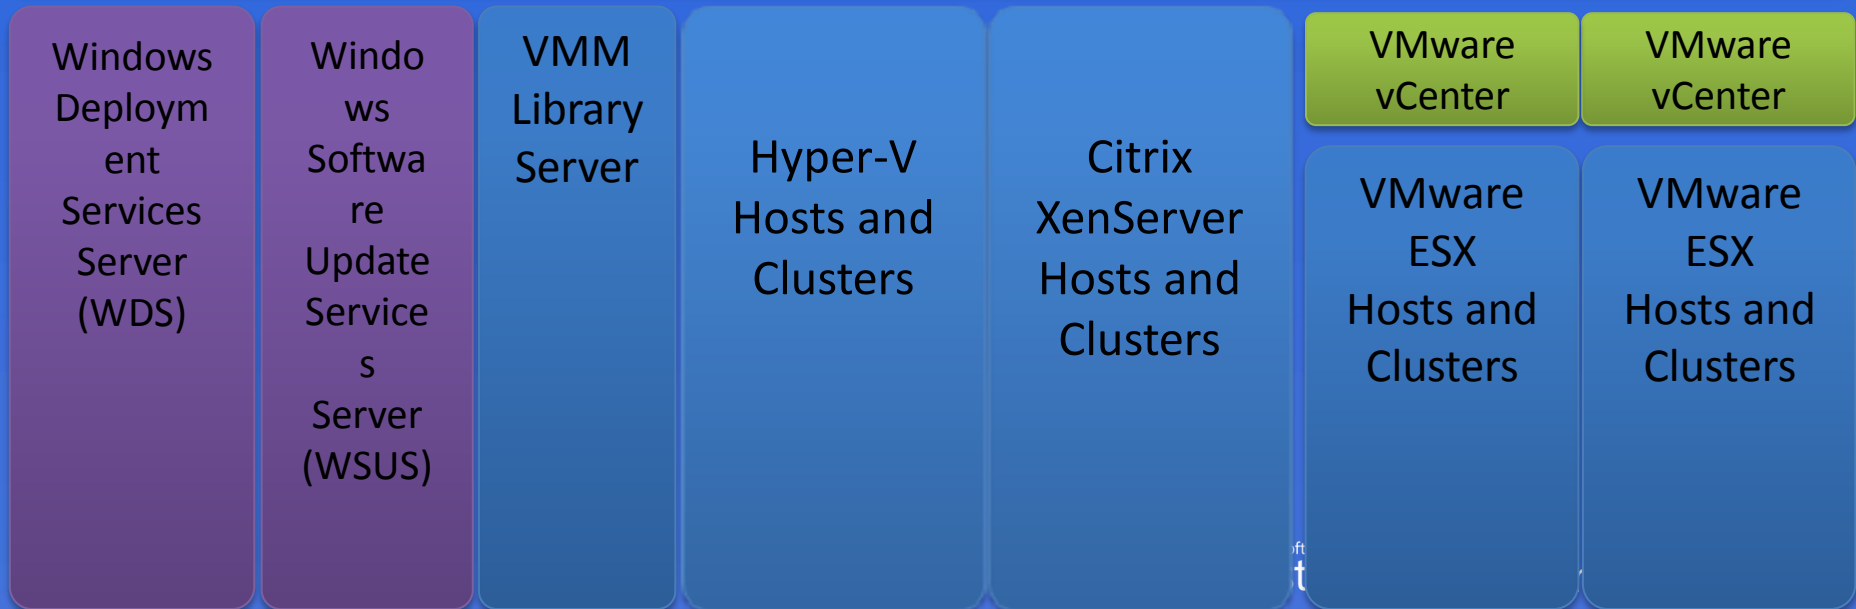 Windows
Deploym
ent
Services
Server
(WDS)
Windo
ws
Softwa
re
Update
Service
s
Server
(WSUS)
VMM
Library
Server
Hyper-V
Hosts and
Clusters
Citrix
XenServer
Hosts and
Clusters
VMware
vCenter
VMware
ESX
Hosts and
Clusters
VMware
vCenter
VMware
ESX
Hosts and
Clusters